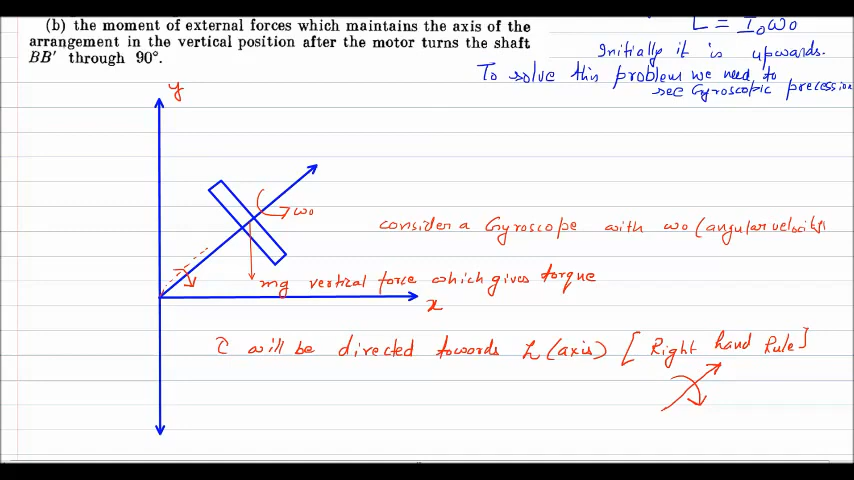 (b) the moment of external forces which maintains the axis of the
arrangement in the vertical position after the motor turns the shaft
BB′ through 90°.
L = I₀ω₀
Initially it is upwards.
To solve this problem we need to
see Gyroscopic precession
y
ω₀
consider a Gyroscope with ω₀ (angular velocity)
mg vertical force which gives torque
x
τ will be directed towards h (axis) [Right hand Rule]